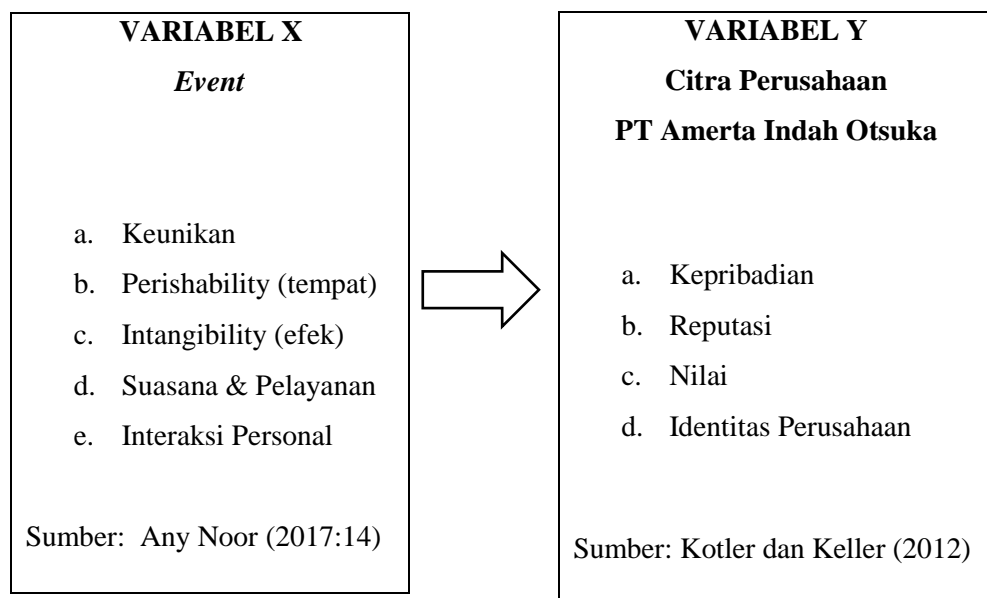 VARIABEL X
Event
a. Keunikan
b. Perishability (tempat)
c. Intangibility (efek)
d. Suasana & Pelayanan
e. Interaksi Personal
Sumber: Any Noor (2017:14)
VARIABEL Y
Citra Perusahaan
PT Amerta Indah Otsuka
a. Kepribadian
b. Reputasi
c. Nilai
d. Identitas Perusahaan
Sumber: Kotler dan Keller (2012)